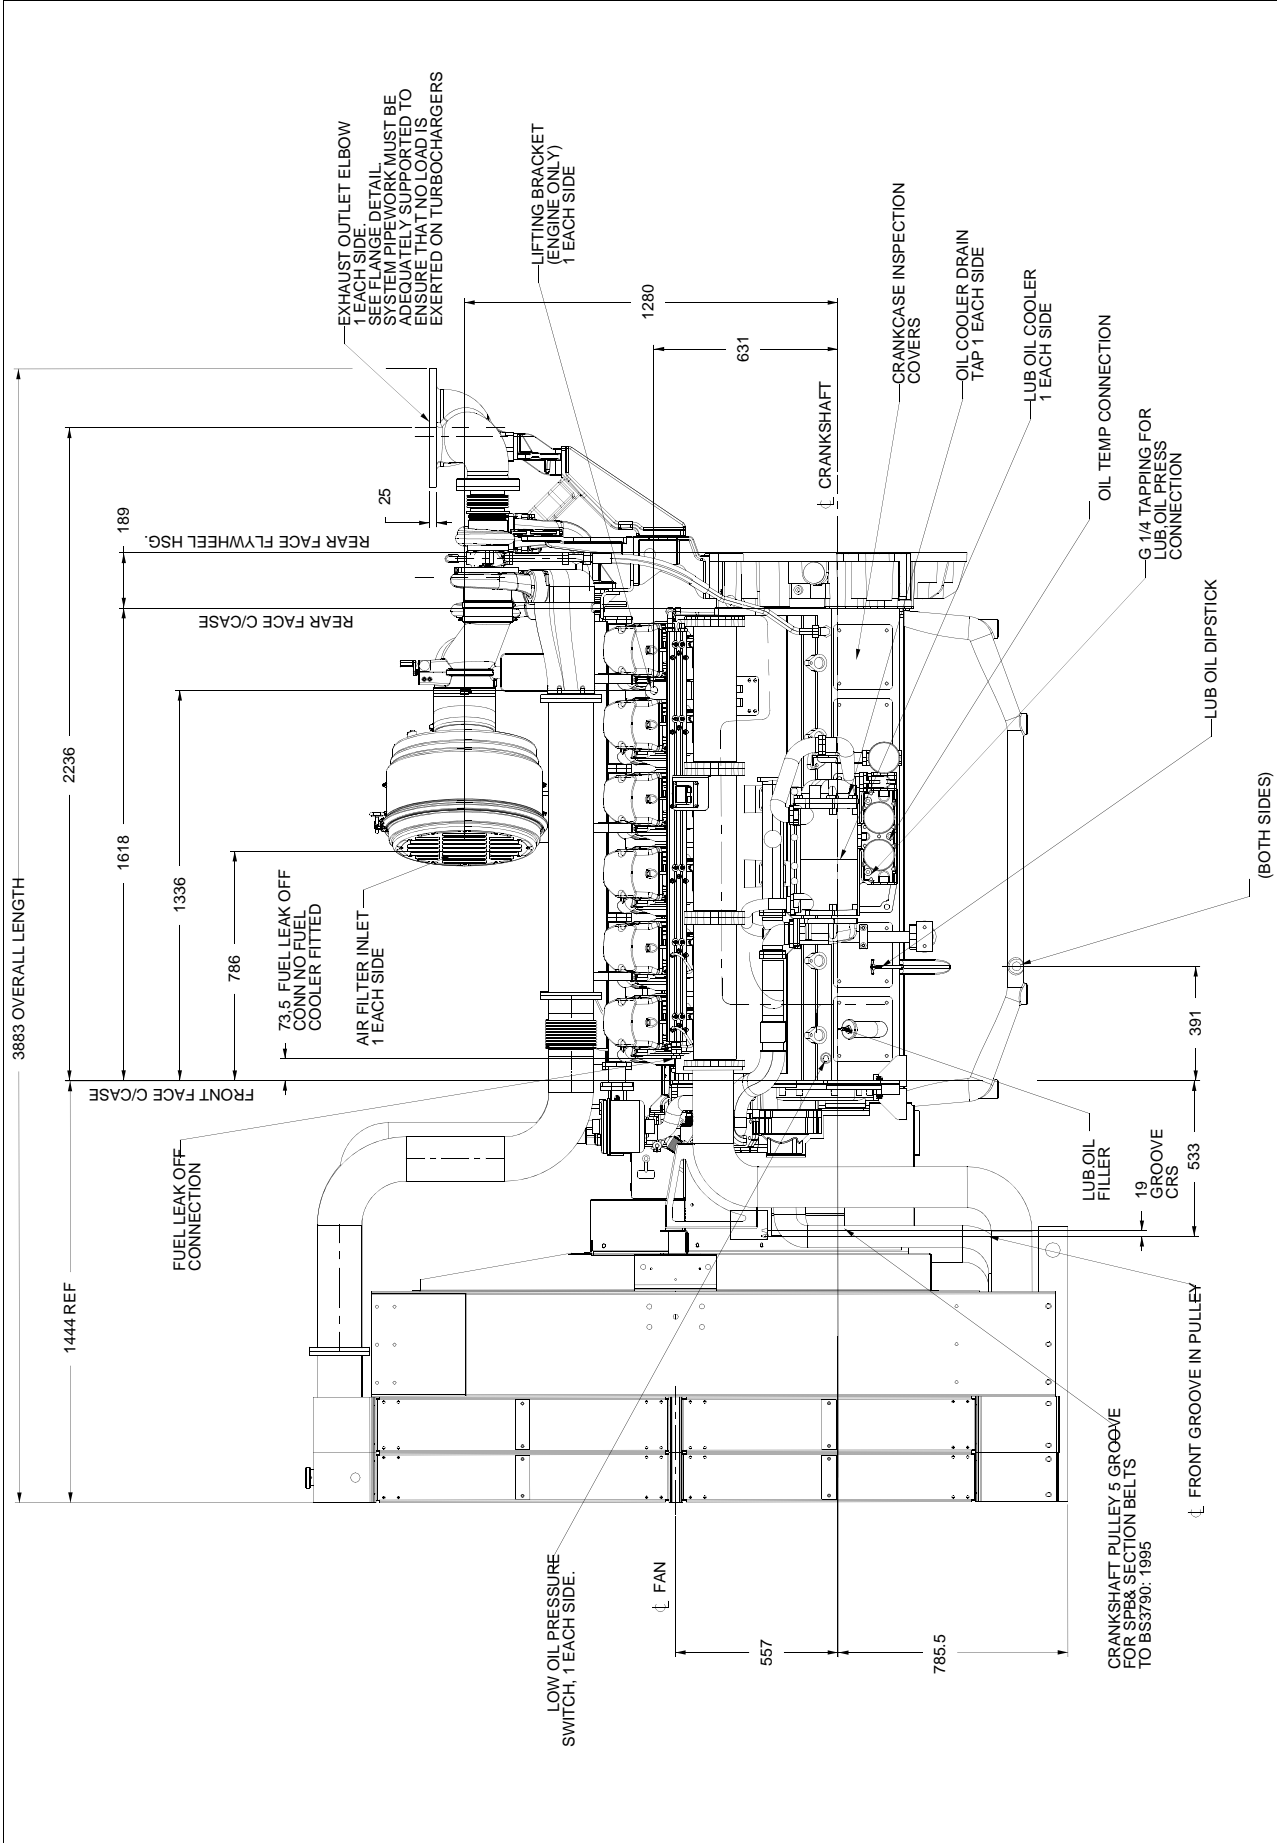 3883 OVERALL LENGTH
1444 REF
2236
1618
189
1336
786
25
FRONT FACE C/CASE
REAR FACE C/CASE
REAR FACE FLYWHEEL HSG.
FUEL LEAK OFF
CONNECTION
73,5 FUEL LEAK OFF
CONN NO FUEL
COOLER FITTED
AIR FILTER INLET
1 EACH SIDE
EXHAUST OUTLET ELBOW
1 EACH SIDE.
SEE FLANGE DETAIL.
SYSTEM PIPEWORK MUST BE
ADEQUATELY SUPPORTED TO
ENSURE THAT NO LOAD IS
EXERTED ON TURBOCHARGERS
LIFTING BRACKET
(ENGINE ONLY)
1 EACH SIDE
1280
631
℄ CRANKSHAFT
CRANKCASE INSPECTION
COVERS
OIL COOLER DRAIN
TAP 1 EACH SIDE
LUB OIL COOLER
1 EACH SIDE
OIL TEMP CONNECTION
G 1/4 TAPPING FOR
LUB,OIL PRESS
CONNECTION
LUB OIL DIPSTICK
(BOTH SIDES)
LOW OIL PRESSURE
SWITCH, 1 EACH SIDE.
℄ FAN
557
785.5
CRANKSHAFT PULLEY 5 GROOVE
FOR SPB& SECTION BELTS
TO BS3790: 1995
℄ FRONT GROOVE IN PULLEY
LUB.OIL
FILLER
19
GROOVE
CRS
533
391